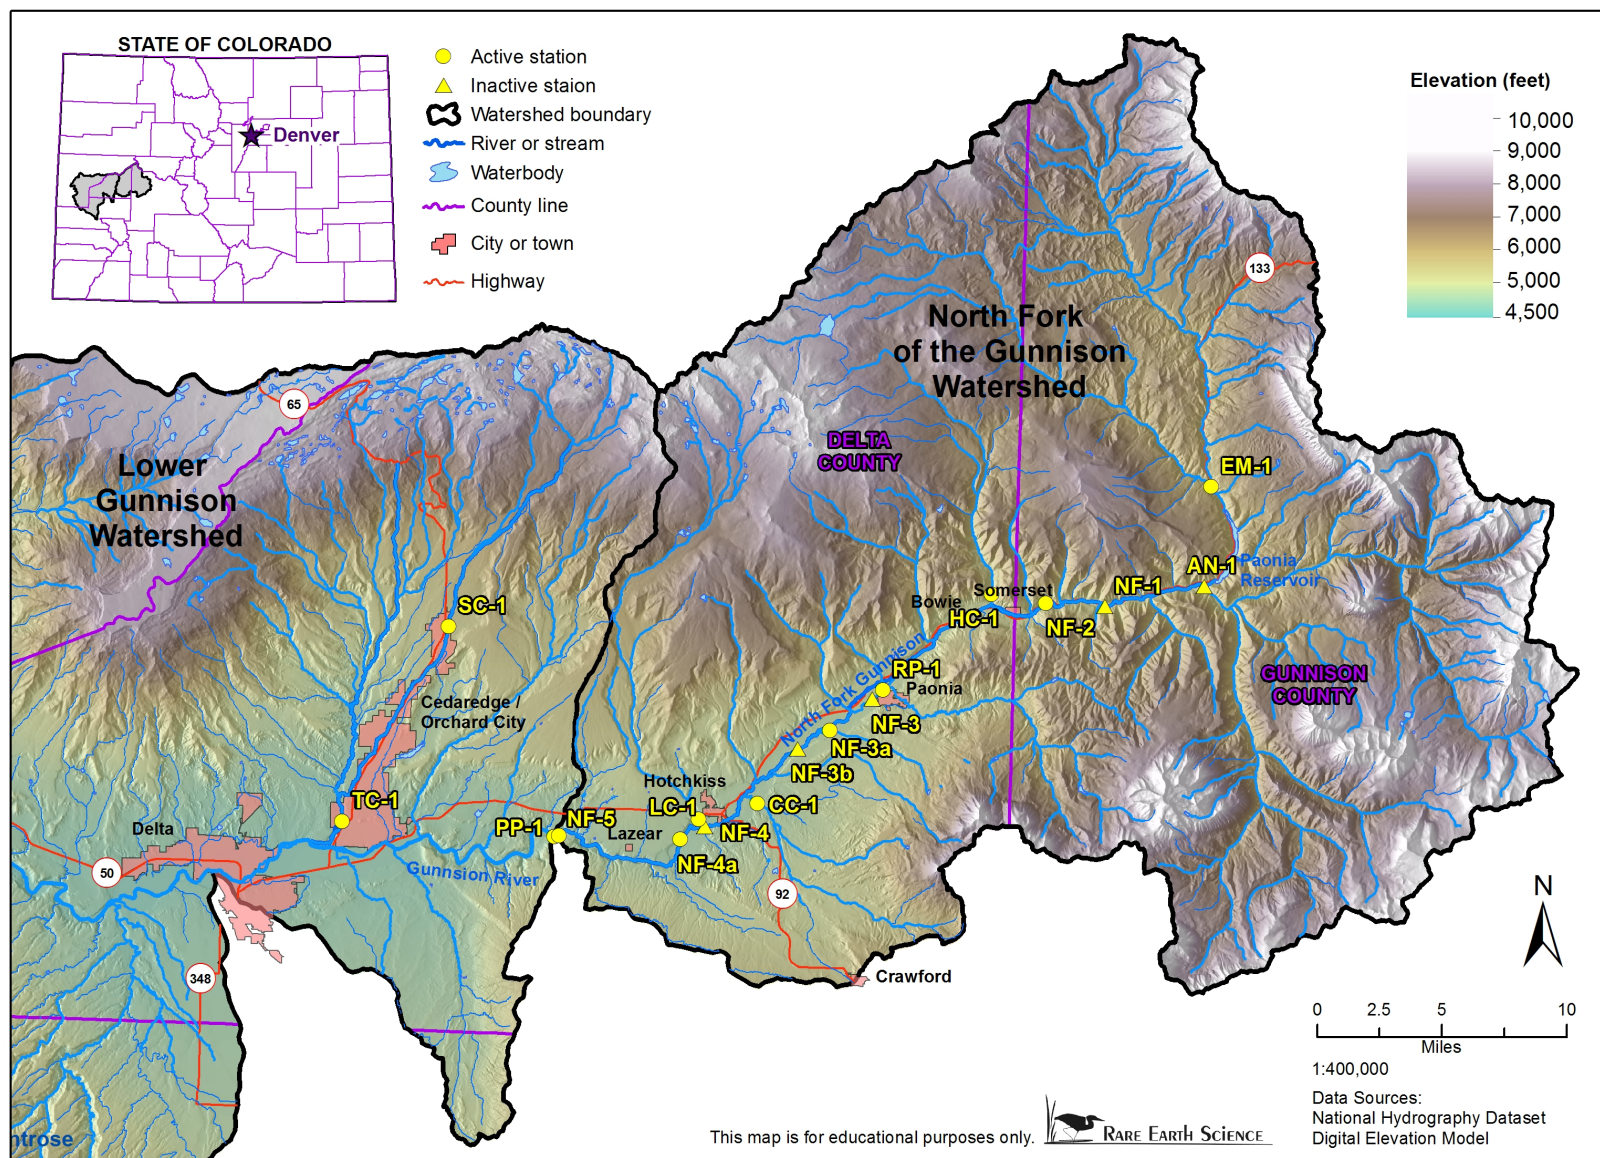 STATE OF COLORADO
Denver
Active station
Inactive staion
Watershed boundary
River or stream
Waterbody
County line
City or town
Highway
Elevation (feet)
10,000
9,000
8,000
7,000
6,000
5,000
4,500
133
North Fork
of the Gunnison
Watershed
65
DELTA
COUNTY
Lower
Gunnison
Watershed
EM-1
AN-1
Paonia
Reservoir
NF-1
Somerset
Bowie
HC-1
NF-2
SC-1
North Fork Gunnison
RP-1
Paonia
GUNNISON
COUNTY
Cedaredge /
Orchard City
NF-3
NF-3a
NF-3b
Hotchkiss
TC-1
LC-1
CC-1
Delta
PP-1
NF-5
Lazear
NF-4
NF-4a
50
Gunnsion River
92
N
348
Crawford
0 2.5 5 10
Miles
1:400,000
Data Sources:
National Hydrography Dataset
Digital Elevation Model
This map is for educational purposes only.
RARE EARTH SCIENCE
ntrose